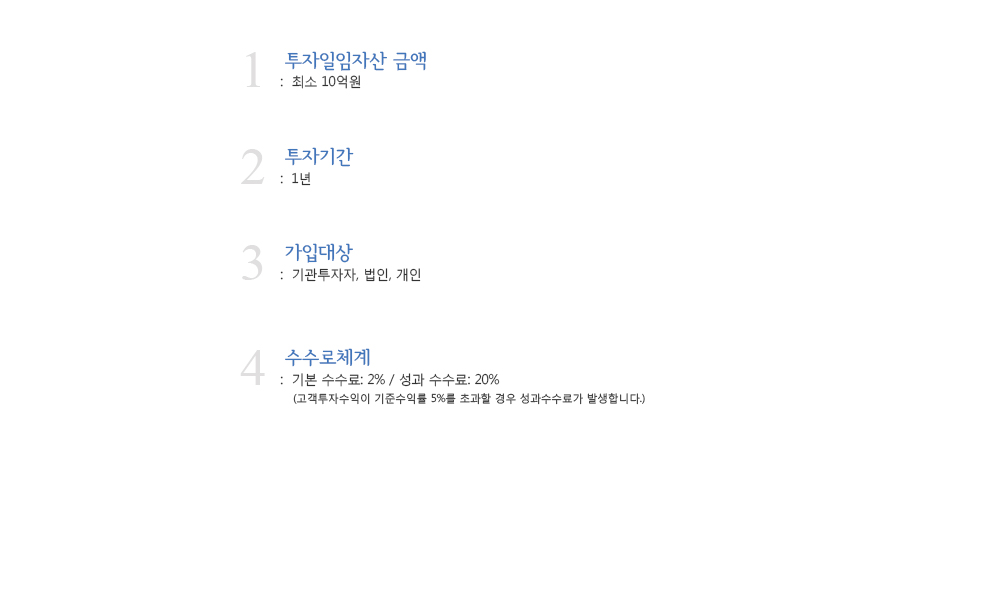 1 투자일임자산 금액
: 최소 10억원
2 투자기간
: 1년
3 가입대상
: 기관투자자, 법인, 개인
4 수수로체계
: 기본 수수료: 2% / 성과 수수료: 20%
(고객투자수익이 기준수익률 5%를 초과할 경우 성과수수료가 발생합니다.)